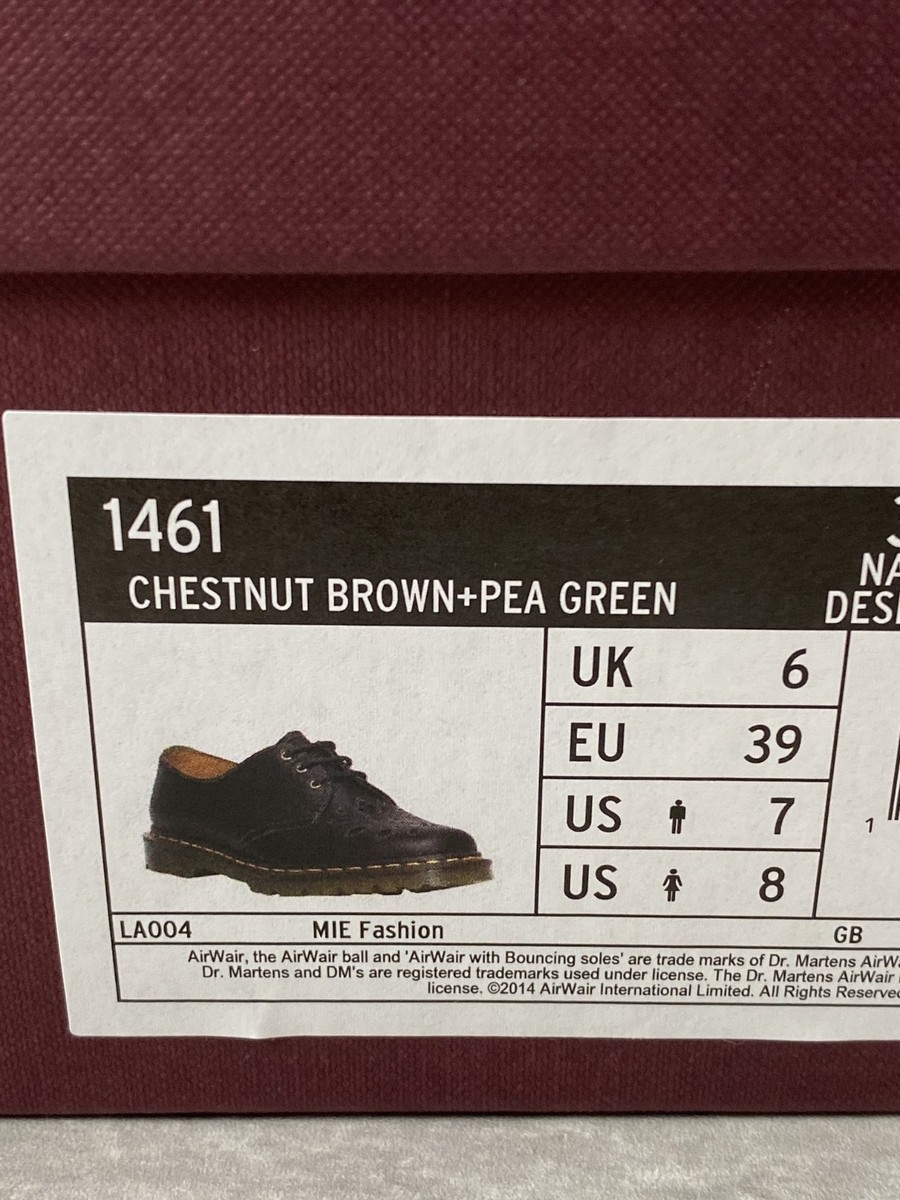 1461
CHESTNUT BROWN+PEA GREEN
UK 6
EU 39
US 7
US 8
1
LA004 MIE Fashion GB
AirWair, the AirWair ball and 'AirWair with Bouncing soles' are trade marks of Dr. Martens
Dr. Martens and DM's are registered trademarks used under license. The Dr. Martens AirWair
license. ©2014 AirWair International Limited. All Rights